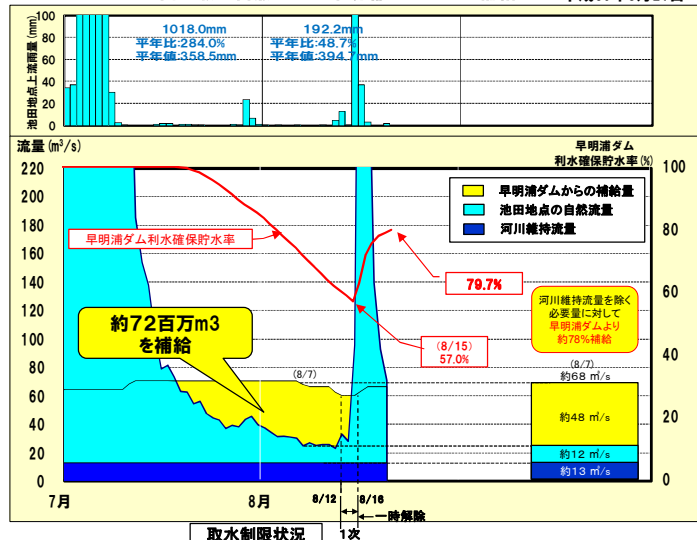 池田地点上流雨量(mm)
100
80
60
40
20
0
1018.0mm
平年比:284.0%
平年値:358.5mm
192.2mm
平年比:48.7%
平年値:394.7mm
流量(m³/s)
早明浦ダム
利水確保貯水率(%)
220
200
180
160
140
120
100
80
60
40
20
0
100
80
60
40
20
0
早明浦ダムからの補給量
池田地点の自然流量
河川維持流量
早明浦ダム利水確保貯水率
79.7%
(8/15)
57.0%
約72百万m3
を補給
(8/7)
河川維持流量を除く
必要量に対して
早明浦ダムより
約78%補給
(8/7)
約68 ㎥/s
約48 ㎥/s
約12 ㎥/s
約13 ㎥/s
7月
8月
8/12
8/16
一時解除
取水制限状況
1次